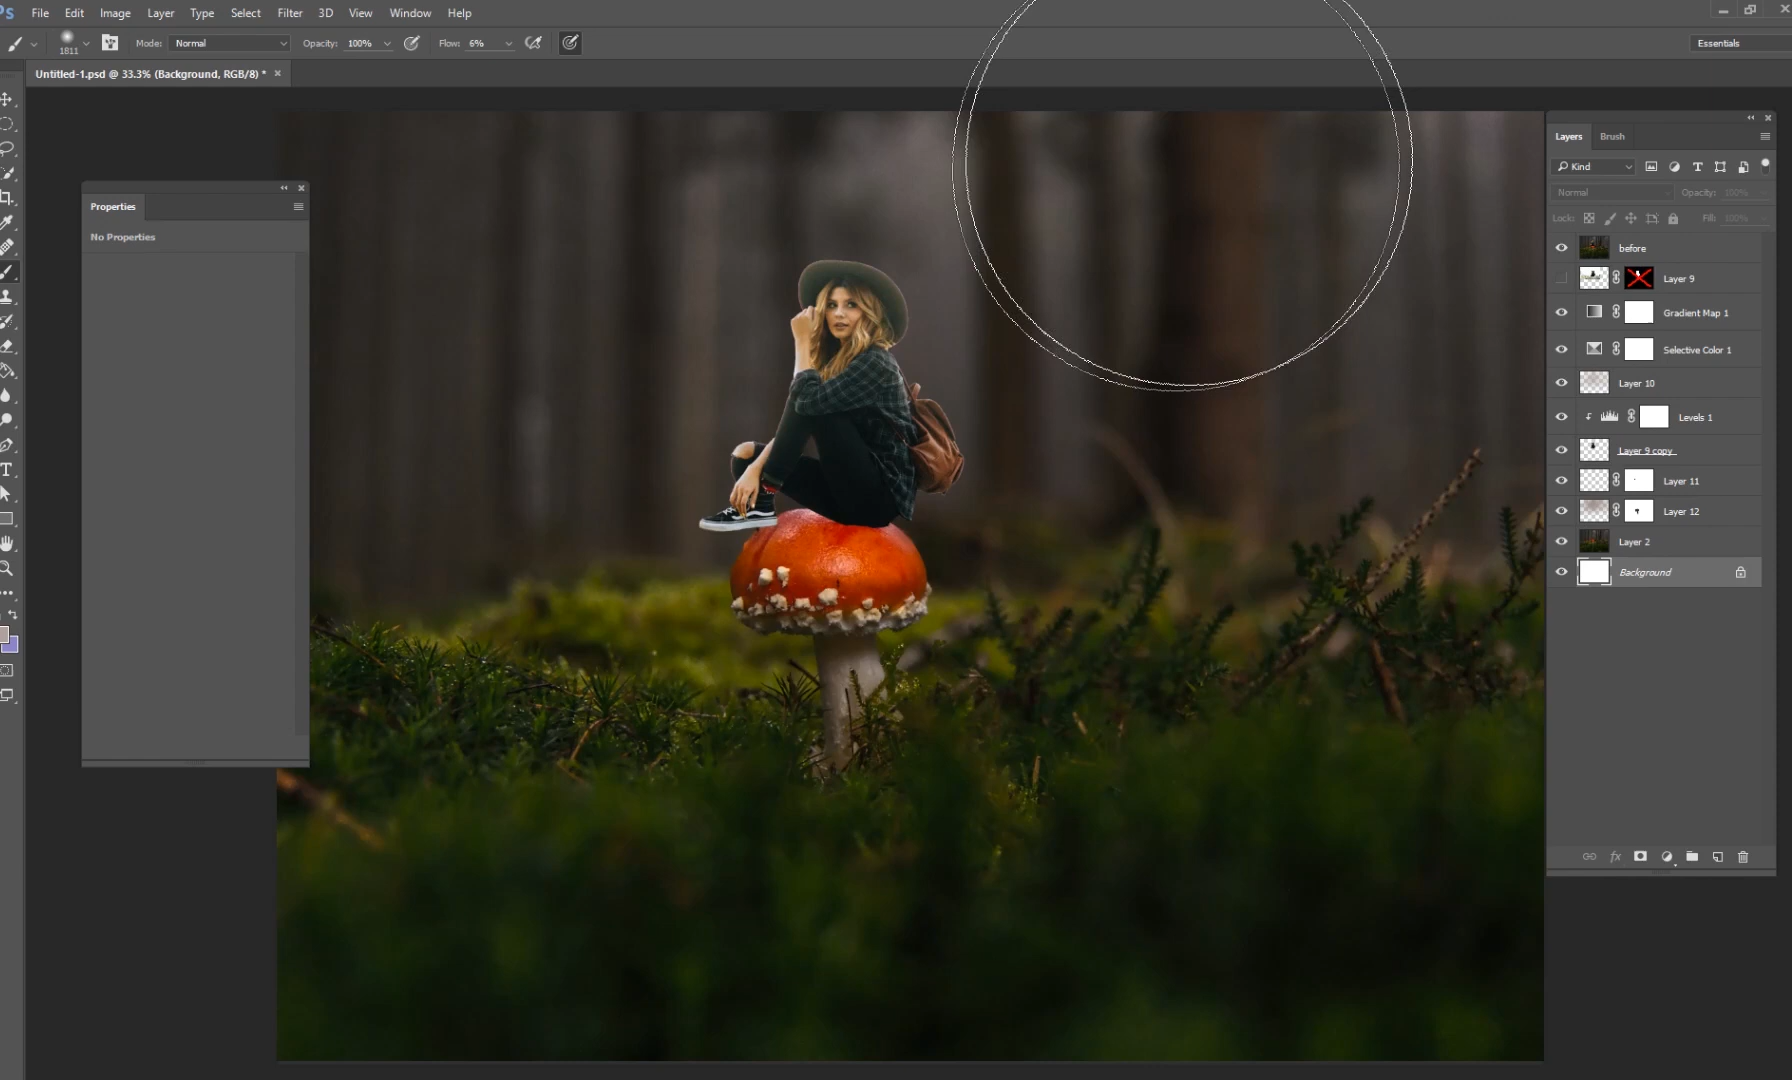 Ps File Edit Image Layer Type Select Filter 3D View Window Help
1811 Mode: Normal Opacity: 100% Flow: 6% Essentials
Untitled-1.psd @ 33.3% (Background, RGB/8) *
Layers Brush
Kind
Normal Opacity: 100%
Lock: Fill: 100%
Properties
No Properties
before
Layer 9
Gradient Map 1
Selective Color 1
Layer 10
Levels 1
Layer 9 copy
Layer 11
Layer 12
Layer 2
Background
fx